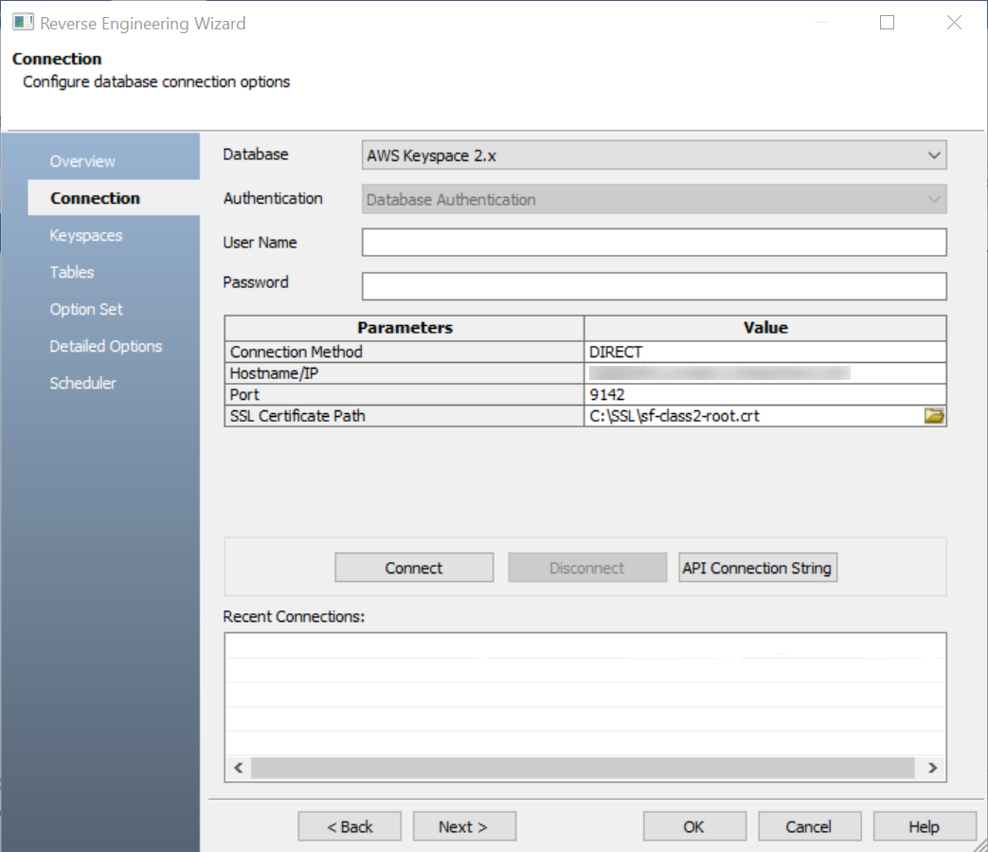 Reverse Engineering Wizard
Connection
Configure database connection options
Overview
Connection
Keyspaces
Tables
Option Set
Detailed Options
Scheduler
Database
AWS Keyspace 2.x
Authentication
Database Authentication
User Name
Password
Parameters Value
Connection Method DIRECT
Hostname/IP
Port 9142
SSL Certificate Path C:\SSL\sf-class2-root.crt
Connect Disconnect API Connection String
Recent Connections:
< Back Next > OK Cancel Help